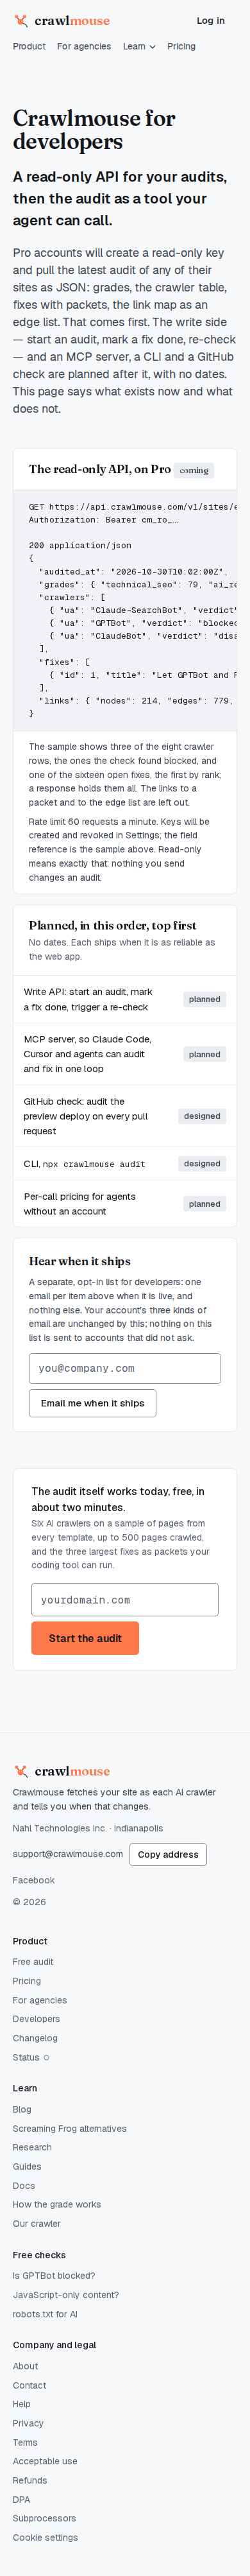 crawlmouse
Log in
Product
For agencies
Learn
Pricing
Crawlmouse for
developers
A read-only API for your audits,
then the audit as a tool your
agent can call.
Pro accounts will create a read-only key
and pull the latest audit of any of their
sites as JSON: grades, the crawler table,
fixes with packets, the link map as an
edge list. That comes first. The write side
— start an audit, mark a fix done, re-check
— and an MCP server, a CLI and a GitHub
check are planned after it, with no dates.
This page says what exists now and what
does not.
The read-only API, on Pro coming
GET https://api.crawlmouse.com/v1/sites/e
Authorization: Bearer cm_ro_…
200 application/json
{
"audited_at": "2026-10-30T10:02:00Z",
"grades": { "technical_seo": 79, "ai_re
"crawlers": [
{ "ua": "Claude-SearchBot", "verdict"
{ "ua": "GPTBot", "verdict": "blocked
{ "ua": "ClaudeBot", "verdict": "disa
],
"fixes": [
{ "id": 1, "title": "Let GPTBot and P
],
"links": { "nodes": 214, "edges": 779,
}
The sample shows three of the eight crawler
rows, the ones the check found blocked, and
one of the sixteen open fixes, the first by rank;
a response holds them all. The links to a
packet and to the edge list are left out.
Rate limit 60 requests a minute. Keys will be
created and revoked in Settings; the field
reference is the sample above. Read-only
means exactly that: nothing you send
changes an audit.
Planned, in this order, top first
No dates. Each ships when it is as reliable as
the web app.
Write API: start an audit, mark
a fix done, trigger a re-check
planned
MCP server, so Claude Code,
Cursor and agents can audit
and fix in one loop
planned
GitHub check: audit the
preview deploy on every pull
request
designed
CLI, npx crawlmouse audit
designed
Per-call pricing for agents
without an account
planned
Hear when it ships
A separate, opt-in list for developers: one
email per item above when it is live, and
nothing else. Your account's three kinds of
email are unchanged by this; nothing on this
list is sent to accounts that did not ask.
you@company.com
Email me when it ships
The audit itself works today, free, in
about two minutes.
Six AI crawlers on a sample of pages from
every template, up to 500 pages crawled,
and the three largest fixes as packets your
coding tool can run.
yourdomain.com
Start the audit
crawlmouse
Crawlmouse fetches your site as each AI crawler
and tells you when that changes.
Nahl Technologies Inc. · Indianapolis
support@crawlmouse.com
Copy address
Facebook
© 2026
Product
Free audit
Pricing
For agencies
Developers
Changelog
Status
Learn
Blog
Screaming Frog alternatives
Research
Guides
Docs
How the grade works
Our crawler
Free checks
Is GPTBot blocked?
JavaScript-only content?
robots.txt for AI
Company and legal
About
Contact
Help
Privacy
Terms
Acceptable use
Refunds
DPA
Subprocessors
Cookie settings